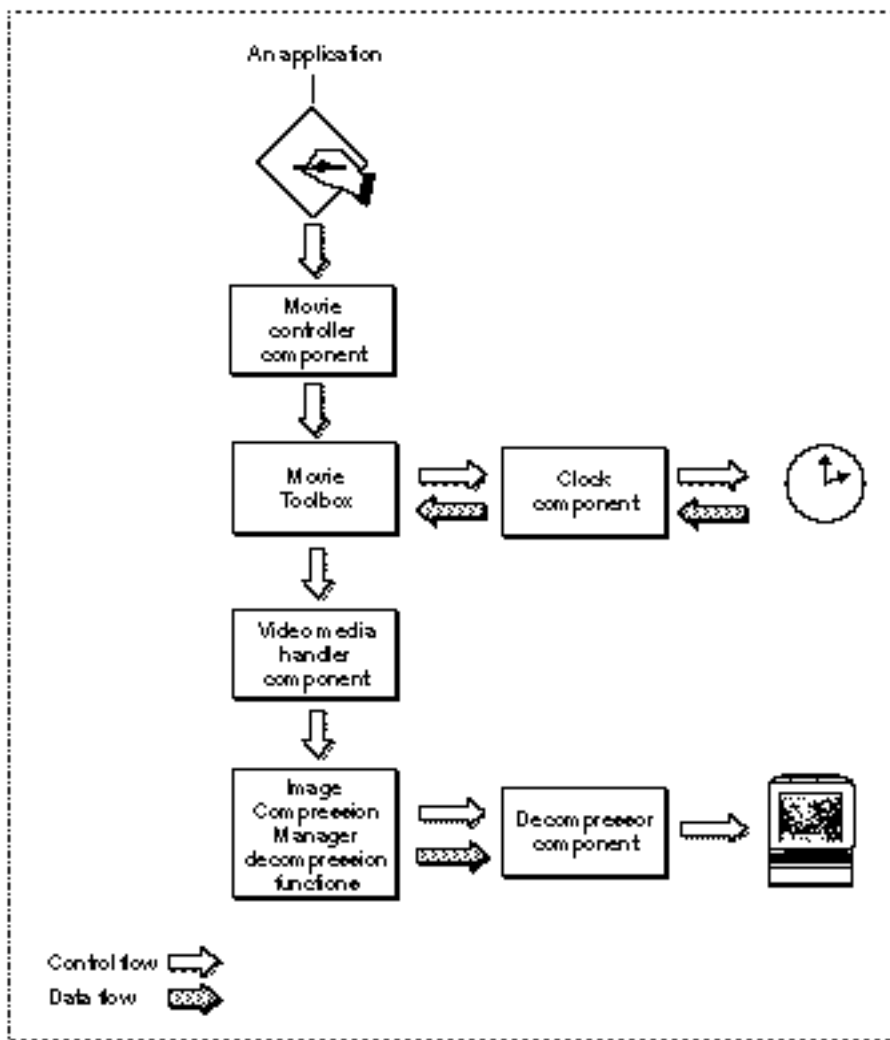 An application
Movie
controller
component
Movie
Toolbox
Clock
component
Video media
handler
component
Image
Compression
Manager
decompression
functions
Decompressor
component
Control flow
Data flow